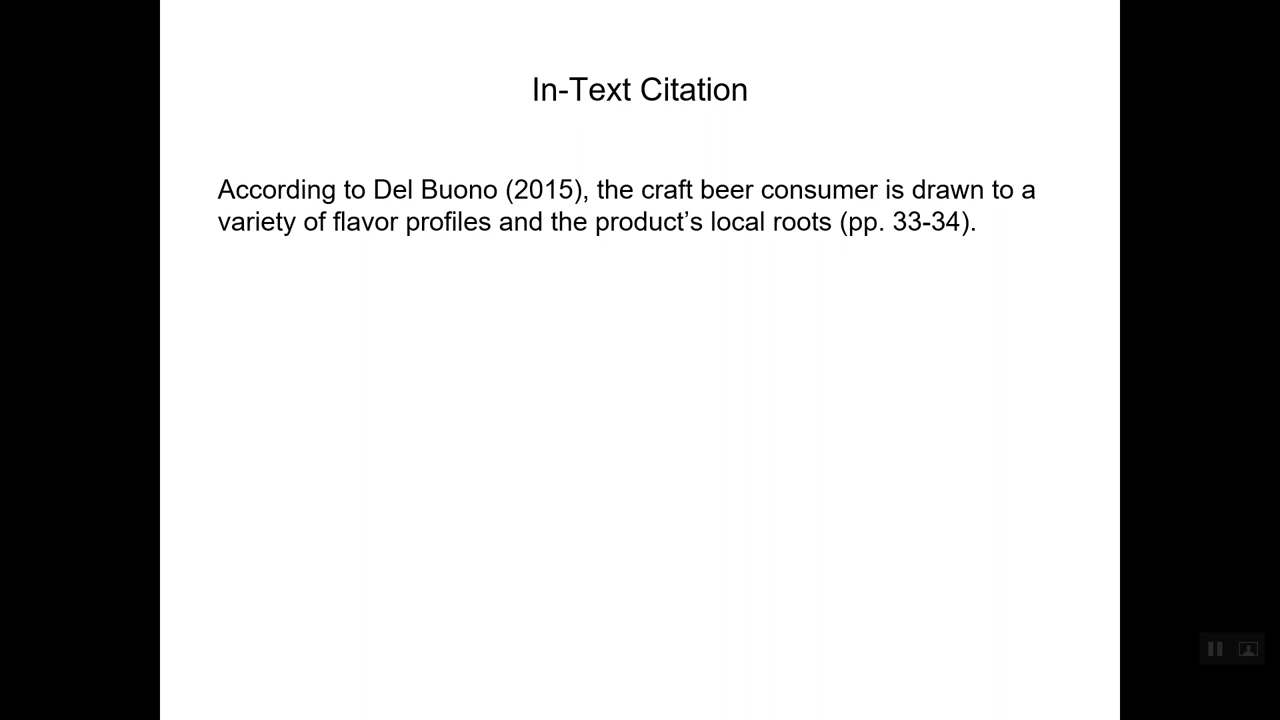 In-Text Citation
According to Del Buono (2015), the craft beer consumer is drawn to a
variety of flavor profiles and the product’s local roots (pp. 33-34).